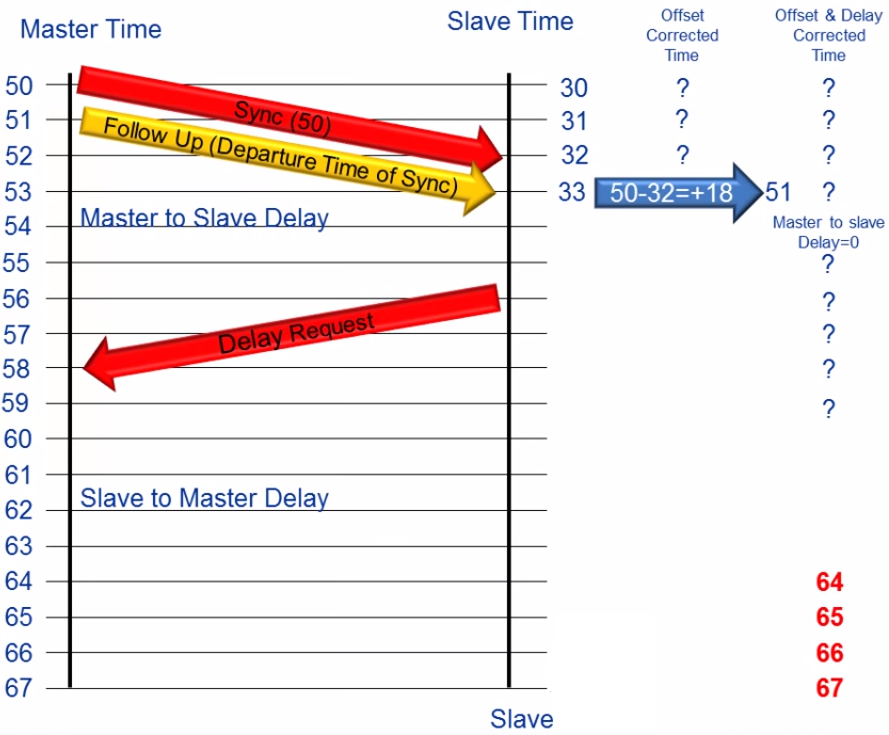 Master Time
Slave Time
Offset
Corrected
Time
Offset & Delay
Corrected
Time
50
30
?
?
Sync (50)
51
31
?
?
Follow Up (Departure Time of Sync)
52
32
?
?
53
33
50-32=+18
51
?
54
Master to Slave Delay
Master to slave
Delay=0
55
?
56
?
57
Delay Request
?
58
?
59
?
60
61
62
Slave to Master Delay
63
64
64
65
65
66
66
67
67
Slave